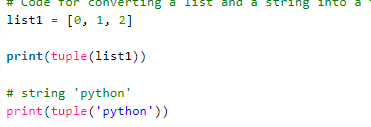 # Code for converting a list and a string into a
list1 = [0, 1, 2]
print(tuple(list1))
# string 'python'
print(tuple('python'))